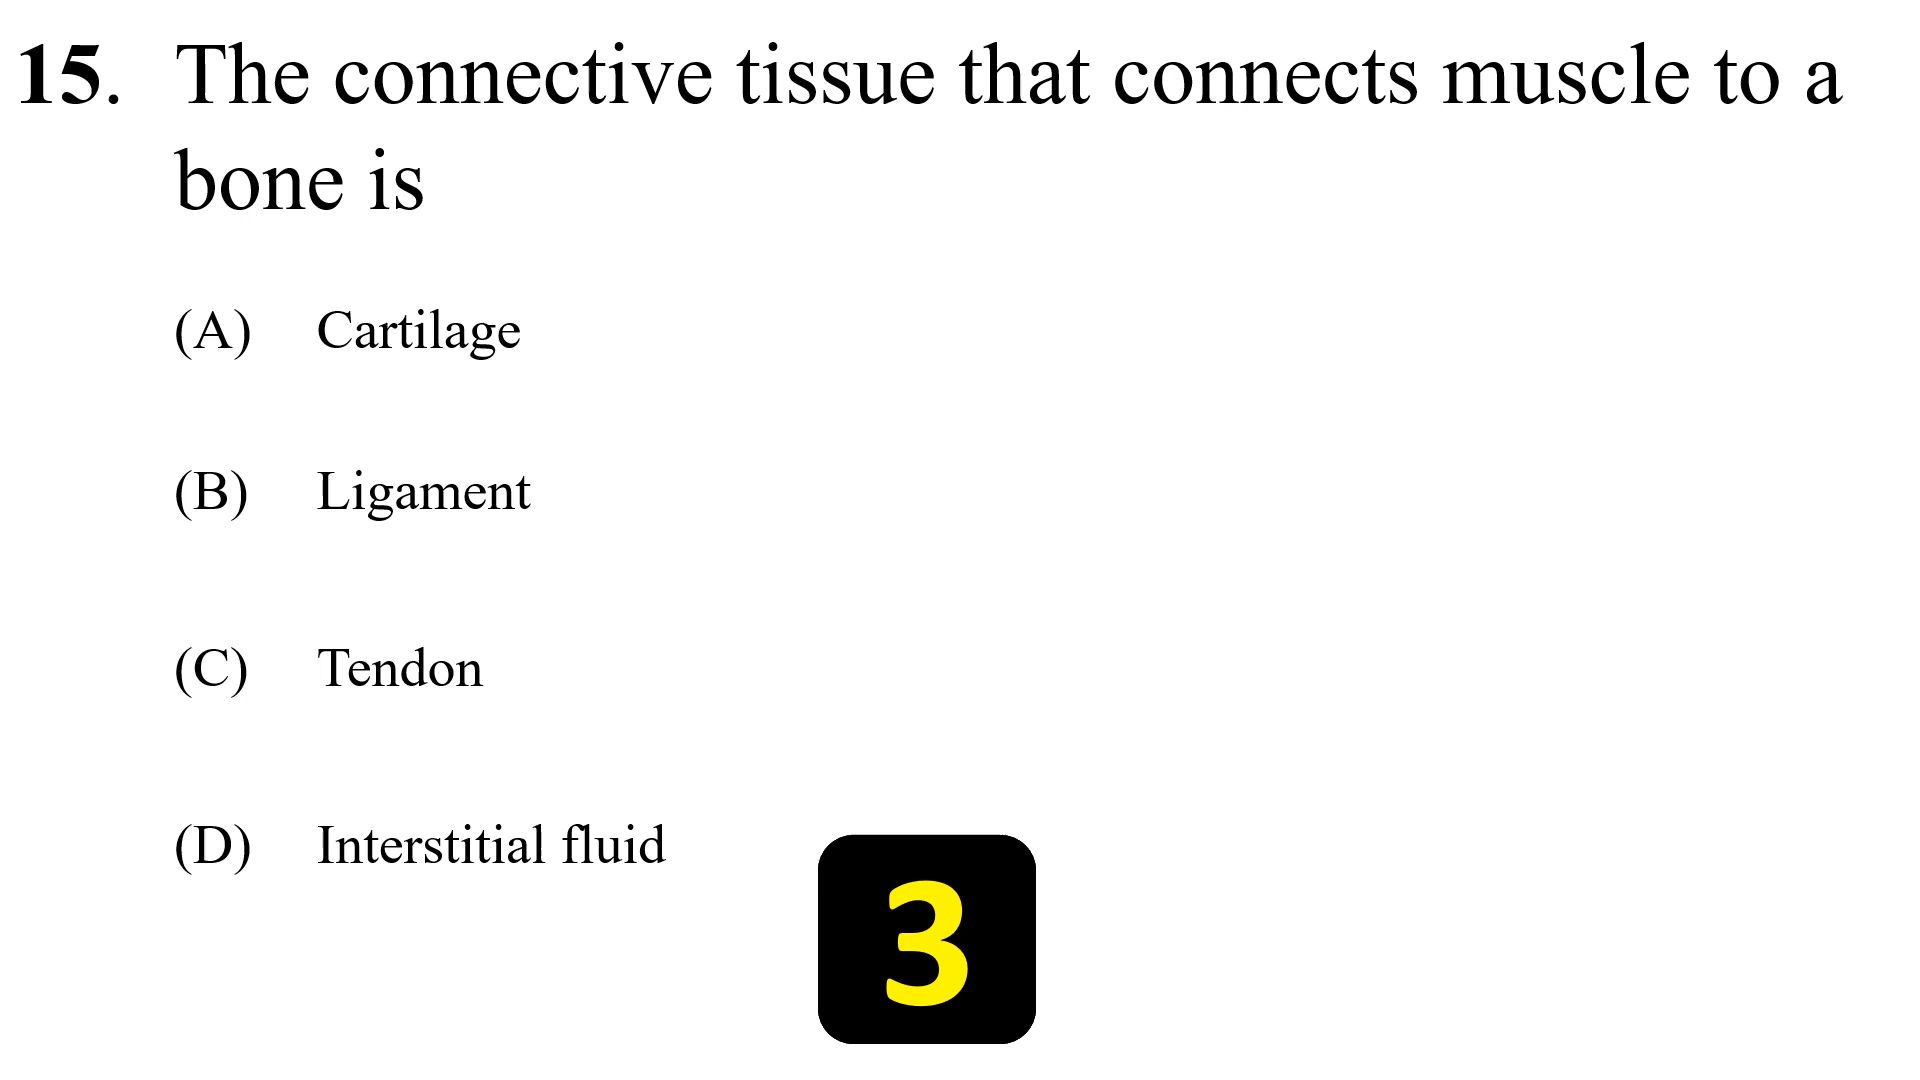 15. The connective tissue that connects muscle to a
bone is
(A) Cartilage
(B) Ligament
(C) Tendon
(D) Interstitial fluid
3